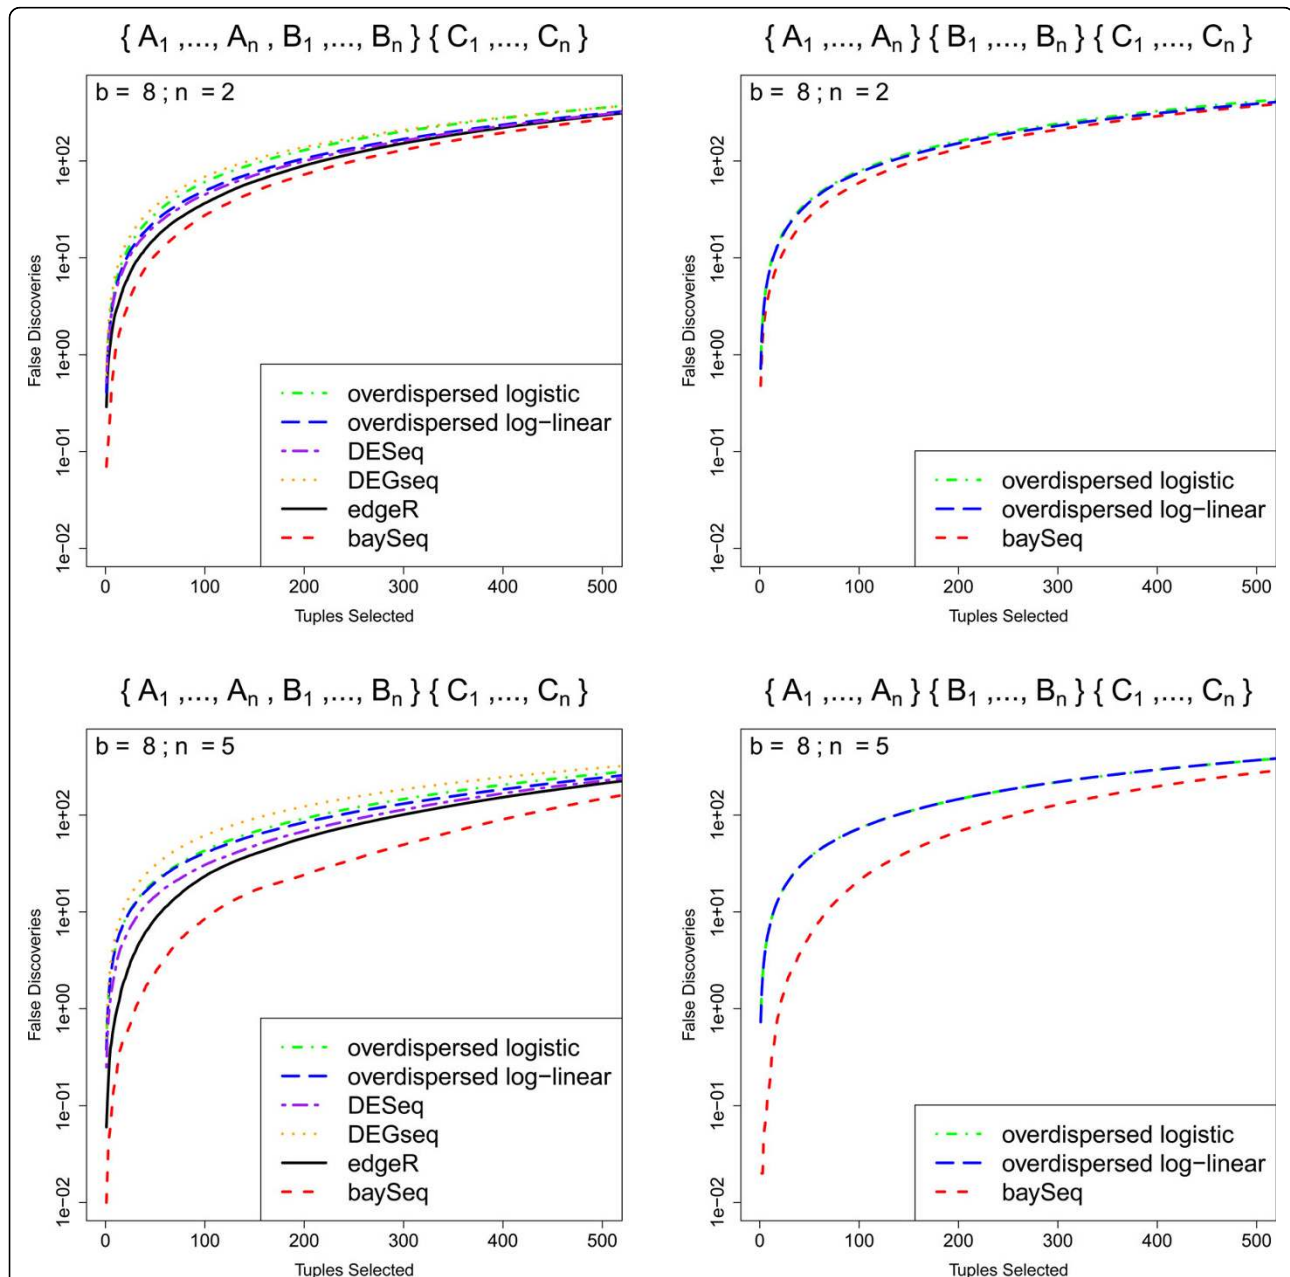 { A1 ,..., An , B1 ,..., Bn } { C1 ,..., Cn }
b = 8 ; n = 2
False Discoveries
1e+02
1e+01
1e+00
1e−01
1e−02
overdispersed logistic
overdispersed log−linear
DESeq
DEGseq
edgeR
baySeq
0 100 200 300 400 500
Tuples Selected
{ A1 ,..., An } { B1 ,..., Bn } { C1 ,..., Cn }
b = 8 ; n = 2
False Discoveries
1e+02
1e+01
1e+00
1e−01
1e−02
overdispersed logistic
overdispersed log−linear
baySeq
0 100 200 300 400 500
Tuples Selected
{ A1 ,..., An , B1 ,..., Bn } { C1 ,..., Cn }
b = 8 ; n = 5
False Discoveries
1e+02
1e+01
1e+00
1e−01
1e−02
overdispersed logistic
overdispersed log−linear
DESeq
DEGseq
edgeR
baySeq
0 100 200 300 400 500
Tuples Selected
{ A1 ,..., An } { B1 ,..., Bn } { C1 ,..., Cn }
b = 8 ; n = 5
False Discoveries
1e+02
1e+01
1e+00
1e−01
1e−02
overdispersed logistic
overdispersed log−linear
baySeq
0 100 200 300 400 500
Tuples Selected